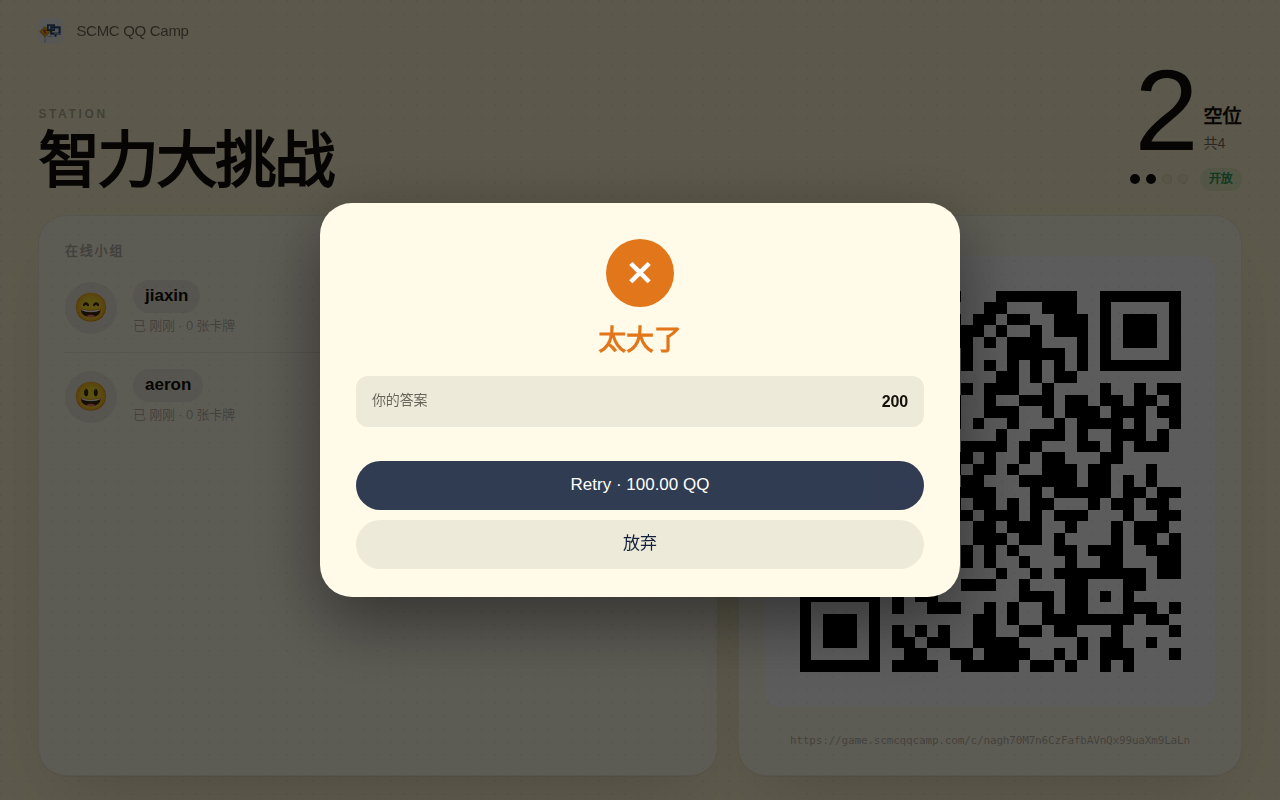 SCMC QQ Camp
STATION
智力大挑战
2
空位
共4
开放
在线小组
jiaxin
已 刚刚 · 0 张卡牌
aeron
已 刚刚 · 0 张卡牌
太大了
你的答案
200
Retry · 100.00 QQ
放弃
https://game.scmcqqcamp.com/c/nagh70M7n6CzFafbAVnQx99uaXm9LaLn